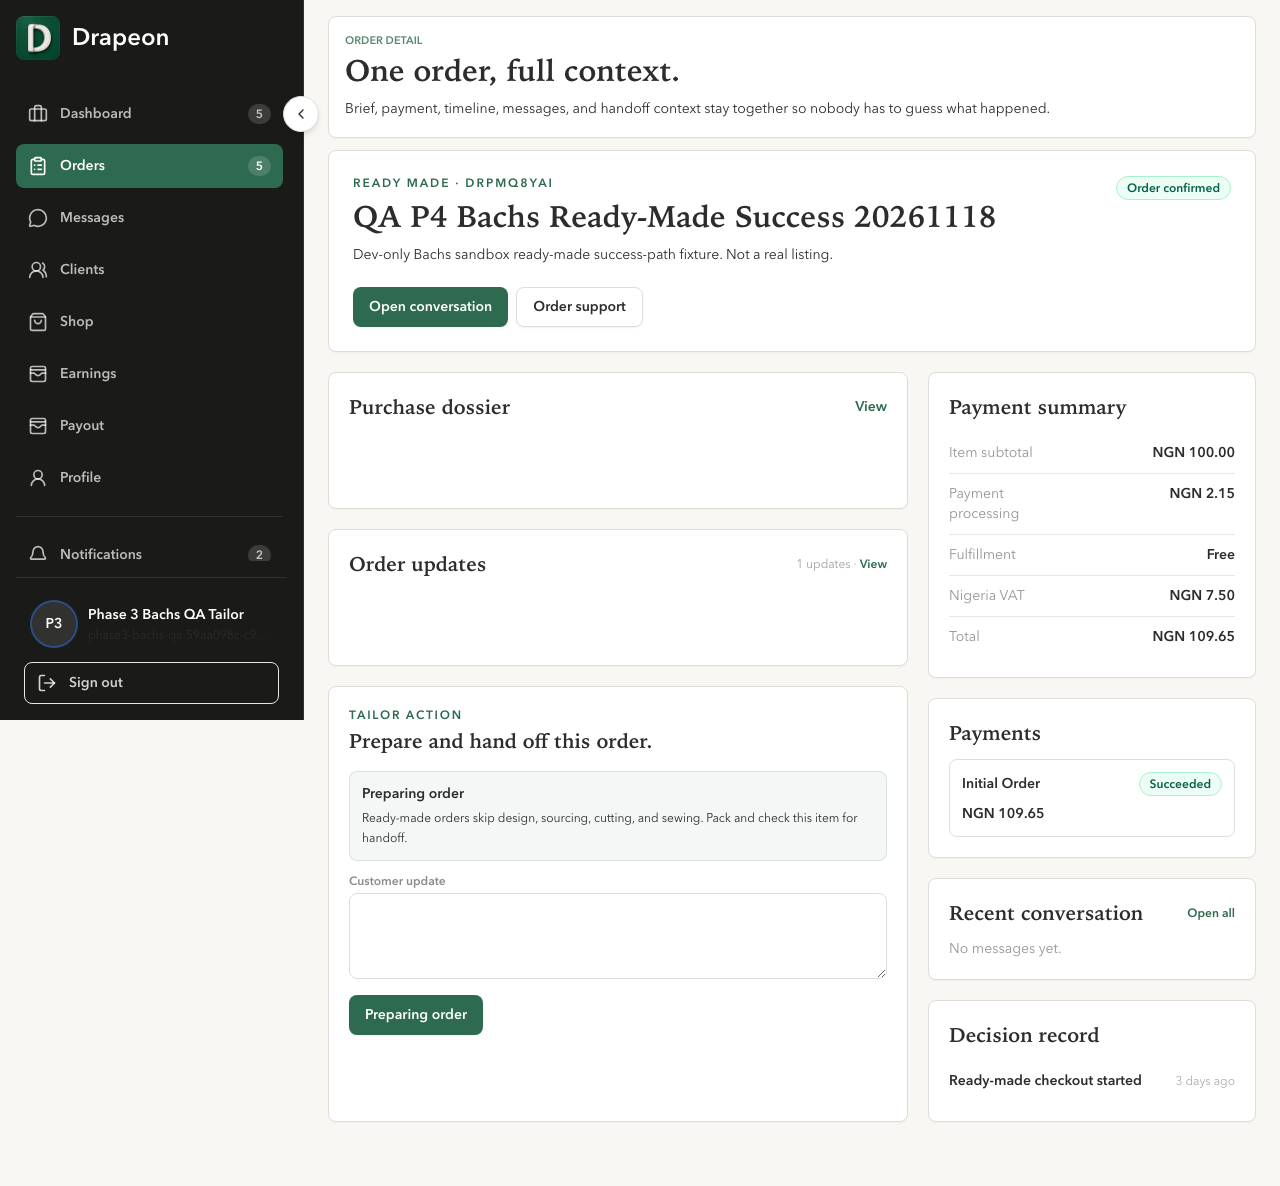 Drapeon
Dashboard 5
Orders 5
Messages
Clients
Shop
Earnings
Payout
Profile
Notifications 2
P3
Phase 3 Bachs QA Tailor
phase3-bachs-qa-59aa098c-c9...
Sign out
ORDER DETAIL
One order, full context.
Brief, payment, timeline, messages, and handoff context stay together so nobody has to guess what happened.
READY MADE · DRPMQ8YAI
Order confirmed
QA P4 Bachs Ready-Made Success 20261118
Dev-only Bachs sandbox ready-made success-path fixture. Not a real listing.
Open conversation
Order support
Purchase dossier
View
Order updates
1 updates · View
TAILOR ACTION
Prepare and hand off this order.
Preparing order
Ready-made orders skip design, sourcing, cutting, and sewing. Pack and check this item for
handoff.
Customer update
Preparing order
Payment summary
Item subtotal NGN 100.00
Payment NGN 2.15
processing
Fulfillment Free
Nigeria VAT NGN 7.50
Total NGN 109.65
Payments
Initial Order Succeeded
NGN 109.65
Recent conversation
Open all
No messages yet.
Decision record
Ready-made checkout started 3 days ago